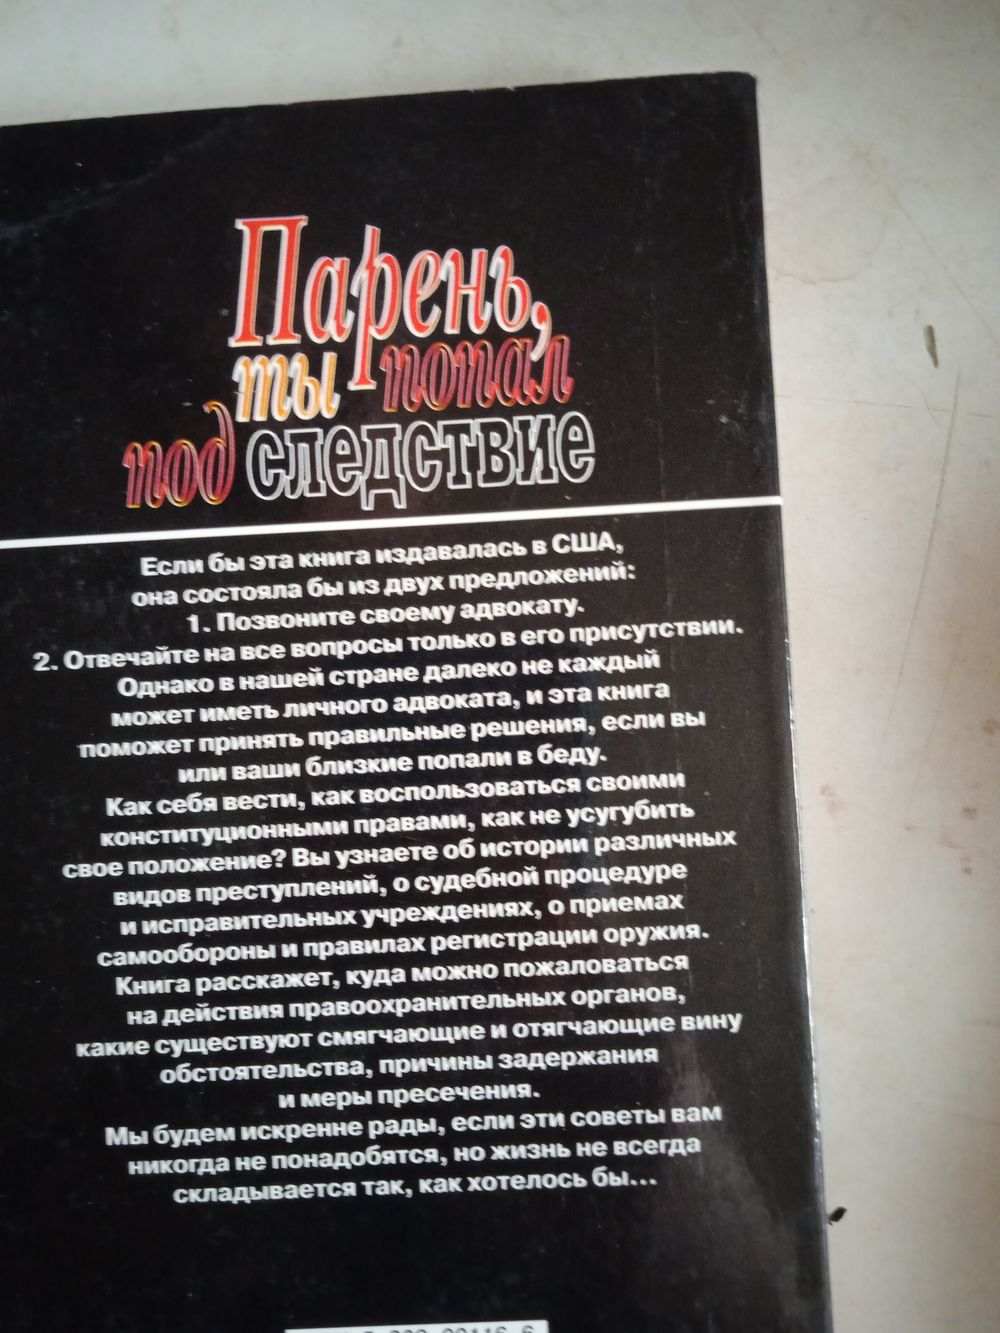 Парень,
ты попал
под следствие
Если бы эта книга издавалась в США,
она состояла бы из двух предложений:
1. Позвоните своему адвокату.
2. Отвечайте на все вопросы только в его присутствии.
Однако в нашей стране далеко не каждый
может иметь личного адвоката, и эта книга
поможет принять правильные решения, если вы
или ваши близкие попали в беду.
Как себя вести, как воспользоваться своими
конституционными правами, как не усугубить
свое положение? Вы узнаете об истории различных
видов преступлений, о судебной процедуре
и исправительных учреждениях, о приемах
самообороны и правилах регистрации оружия.
Книга расскажет, куда можно пожаловаться
на действия правоохранительных органов,
какие существуют смягчающие и отягчающие вину
обстоятельства, причины задержания
и меры пресечения.
Мы будем искренне рады, если эти советы вам
никогда не понадобятся, но жизнь не всегда
складывается так, как хотелось бы...